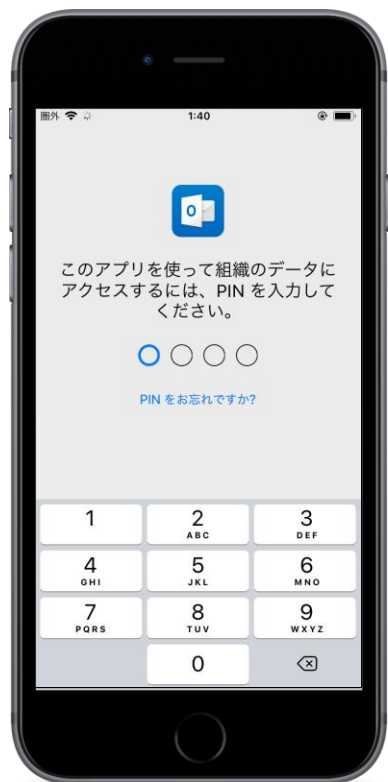 圏外 1:40
このアプリを使って組織のデータに
アクセスするには、PIN を入力して
ください。
PIN をお忘れですか?
1 2 3
ABC DEF
4 5 6
GHI JKL MNO
7 8 9
PQRS TUV WXYZ
0